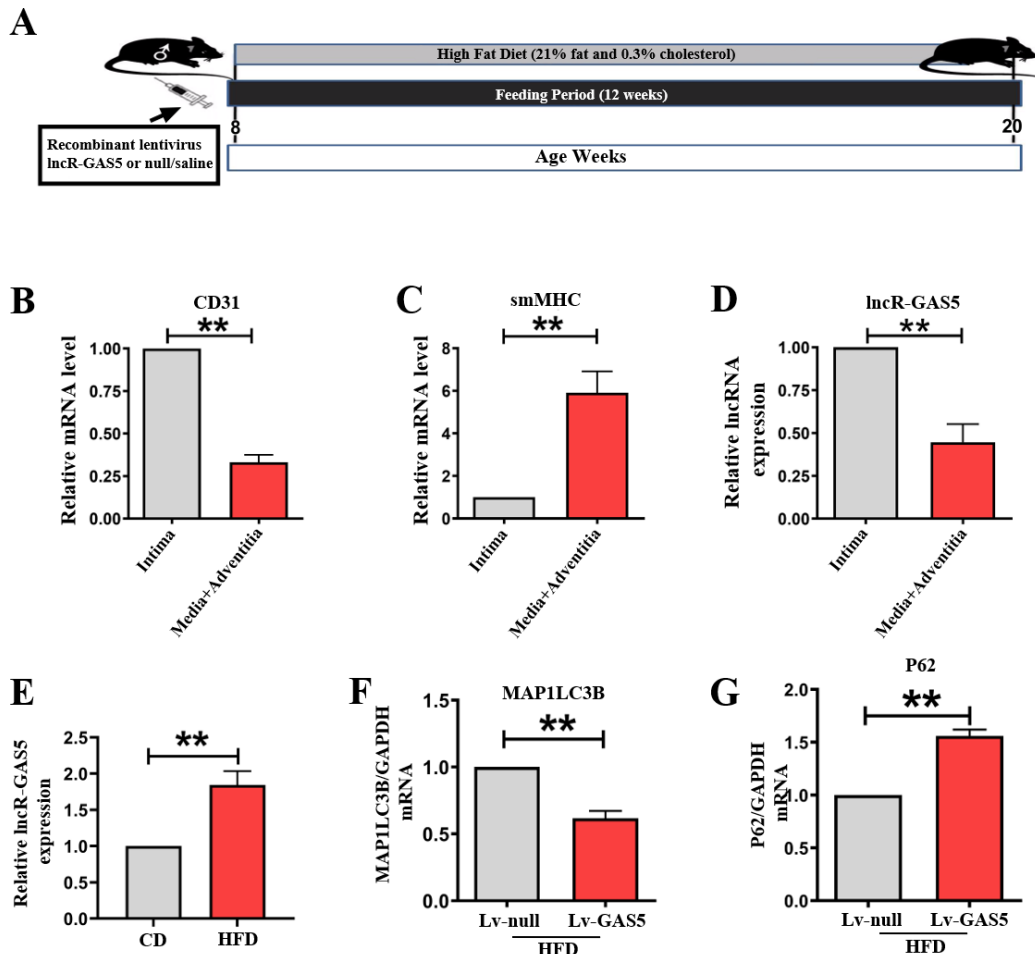 A
♂
High Fat Diet (21% fat and 0.3% cholesterol)
Feeding Period (12 weeks)
Recombinant lentivirus
lncR-GAS5 or null/saline
8
20
Age Weeks
B
CD31
**
Relative mRNA level
1.00
0.75
0.50
0.25
0.00
Intima
Media+Adventitia
C
smMHC
**
Relative mRNA level
8
6
4
2
0
Intima
Media+Adventitia
D
lncR-GAS5
**
Relative lncRNA
expression
1.00
0.75
0.50
0.25
0.00
Intima
Media+Adventitia
E
**
Relative lncR-GAS5
expression
2.5
2.0
1.5
1.0
0.5
0.0
CD
HFD
F
MAP1LC3B
**
MAP1LC3B/GAPDH
mRNA
1.5
1.0
0.5
0.0
Lv-null
Lv-GAS5
HFD
G
P62
**
P62/GAPDH
mRNA
2.0
1.5
1.0
0.5
0.0
Lv-null
Lv-GAS5
HFD